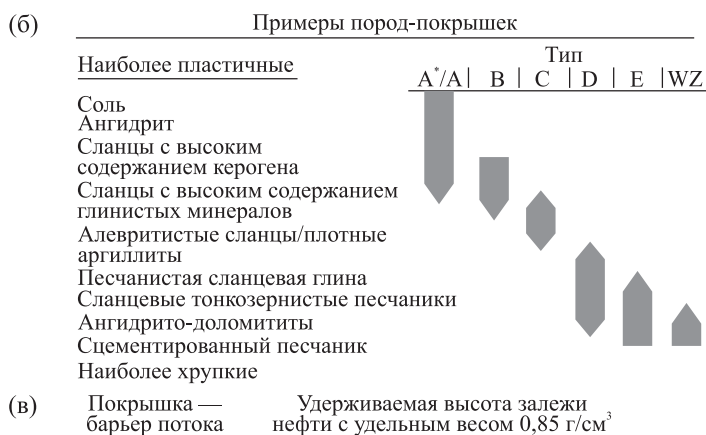 (б) Примеры пород-покрышек
Наиболее пластичные
Тип
A*/A | B | C | D | E | WZ
Соль
Ангидрит
Сланцы с высоким
содержанием керогена
Сланцы с высоким содержанием
глинистых минералов
Алевритистые сланцы/плотные
аргиллиты
Песчанистая сланцевая глина
Сланцевые тонкозернистые песчаники
Ангидрито-доломититы
Сцементированный песчаник
Наиболее хрупкие
(в) Покрышка — Удерживаемая высота залежи
барьер потока нефти с удельным весом 0,85 г/см³